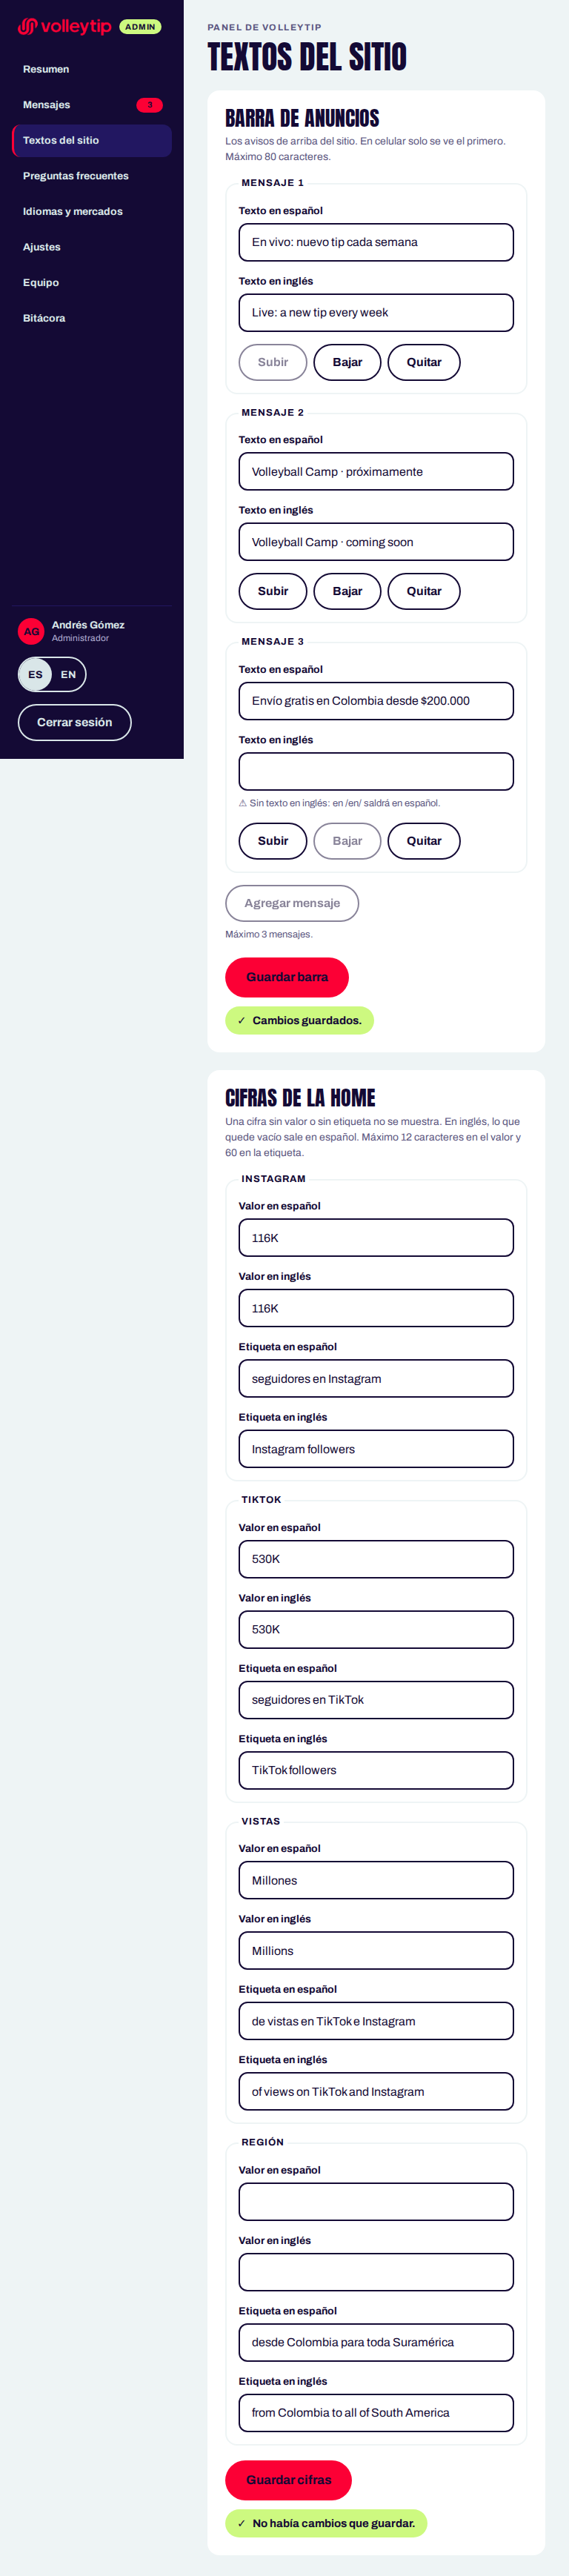 volleytip ADMIN
Resumen
Mensajes 3
Textos del sitio
Preguntas frecuentes
Idiomas y mercados
Ajustes
Equipo
Bitácora
AG Andrés Gómez
Administrador
ES EN
Cerrar sesión
PANEL DE VOLLEYTIP
TEXTOS DEL SITIO
BARRA DE ANUNCIOS
Los avisos de arriba del sitio. En celular solo se ve el primero.
Máximo 80 caracteres.
MENSAJE 1
Texto en español
En vivo: nuevo tip cada semana
Texto en inglés
Live: a new tip every week
Subir Bajar Quitar
MENSAJE 2
Texto en español
Volleyball Camp · próximamente
Texto en inglés
Volleyball Camp · coming soon
Subir Bajar Quitar
MENSAJE 3
Texto en español
Envío gratis en Colombia desde $200.000
Texto en inglés
⚠ Sin texto en inglés: en /en/ saldrá en español.
Subir Bajar Quitar
Agregar mensaje
Máximo 3 mensajes.
Guardar barra
✓ Cambios guardados.
CIFRAS DE LA HOME
Una cifra sin valor o sin etiqueta no se muestra. En inglés, lo que
quede vacío sale en español. Máximo 12 caracteres en el valor y
60 en la etiqueta.
INSTAGRAM
Valor en español
116K
Valor en inglés
116K
Etiqueta en español
seguidores en Instagram
Etiqueta en inglés
Instagram followers
TIKTOK
Valor en español
530K
Valor en inglés
530K
Etiqueta en español
seguidores en TikTok
Etiqueta en inglés
TikTok followers
VISTAS
Valor en español
Millones
Valor en inglés
Millions
Etiqueta en español
de vistas en TikTok e Instagram
Etiqueta en inglés
of views on TikTok and Instagram
REGIÓN
Valor en español
Valor en inglés
Etiqueta en español
desde Colombia para toda Suramérica
Etiqueta en inglés
from Colombia to all of South America
Guardar cifras
✓ No había cambios que guardar.